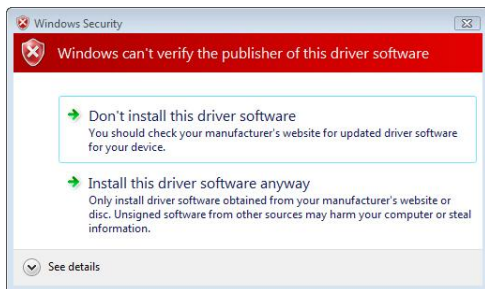 Windows Security
Windows can't verify the publisher of this driver software
Don't install this driver software
You should check your manufacturer's website for updated driver software
for your device.
Install this driver software anyway
Only install driver software obtained from your manufacturer's website or
disc. Unsigned software from other sources may harm your computer or steal
information.
See details